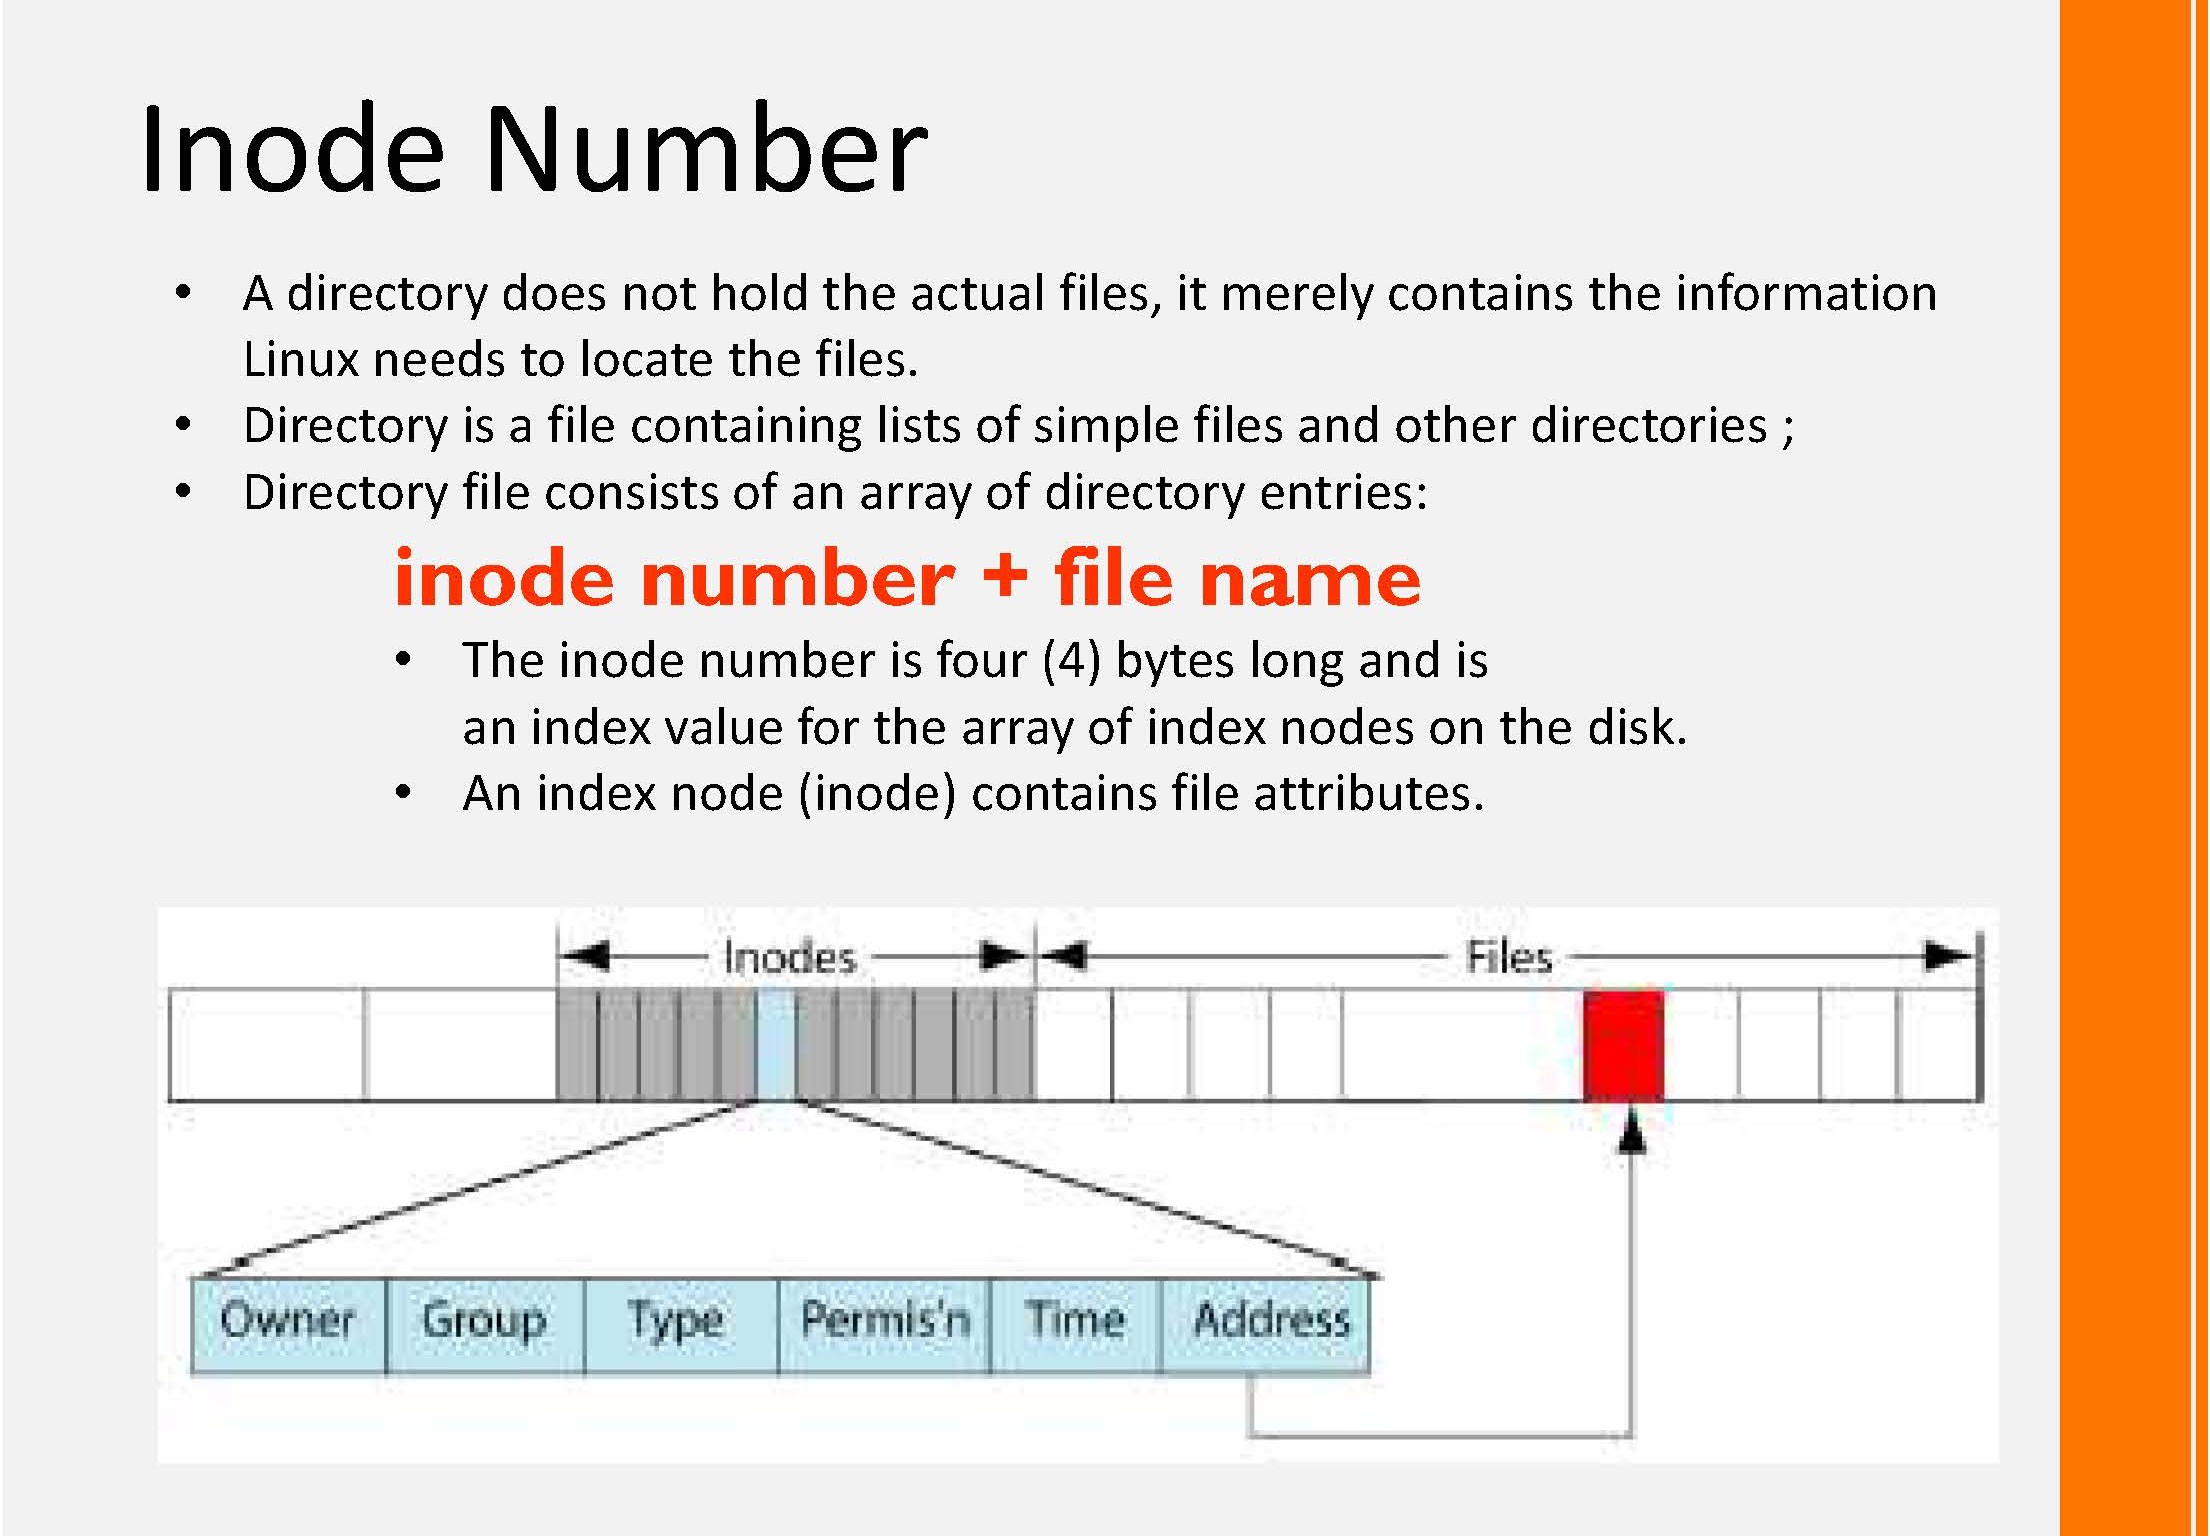 Inode Number
• A directory does not hold the actual files, it merely contains the information
Linux needs to locate the files.
• Directory is a file containing lists of simple files and other directories ;
• Directory file consists of an array of directory entries:
inode number + file name
• The inode number is four (4) bytes long and is
an index value for the array of index nodes on the disk.
• An index node (inode) contains file attributes.
Inodes Files
Owner Group Type Permis'n Time Address